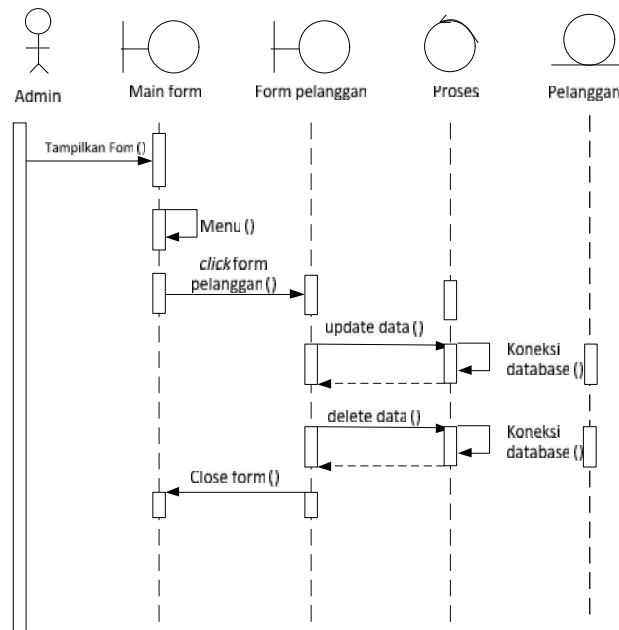 Admin
Main form
Form pelanggan
Proses
Pelanggan
Tampilkan Fom ()
Menu ()
click form
pelanggan ()
update data ()
Koneksi
database ()
delete data ()
Koneksi
database ()
Close form ()